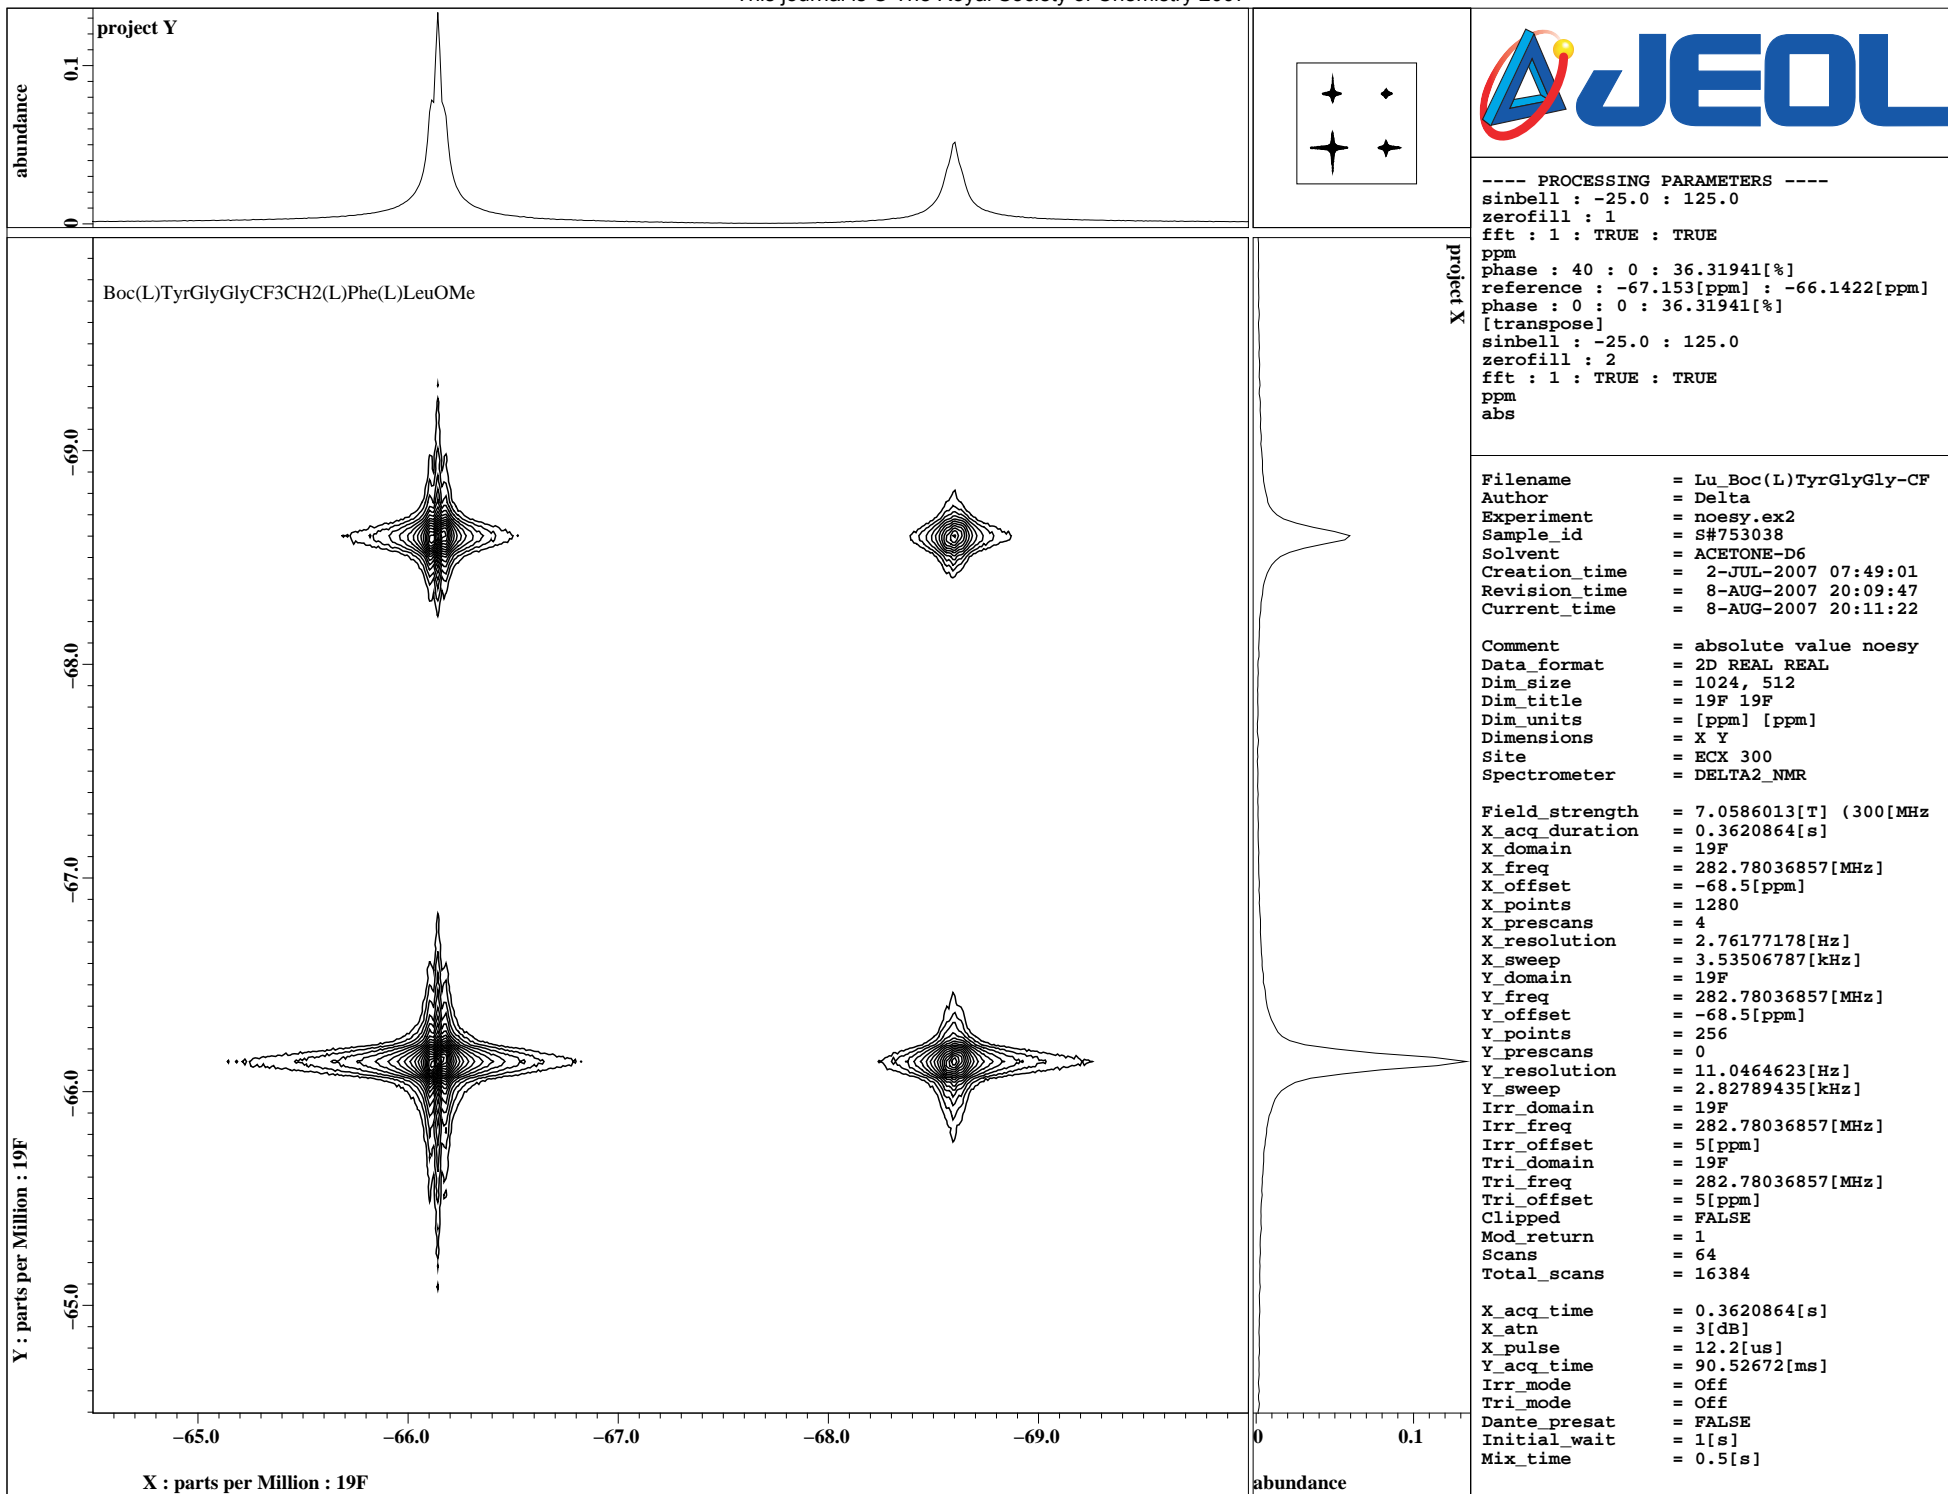 project Y
abundance
0.1
0
JEOL
Boc(L)TyrGlyGlyCF3CH2(L)Phe(L)LeuOMe
project X
Y : parts per Million : 19F
−69.0
−68.0
−67.0
−66.0
−65.0
−65.0 −66.0 −67.0 −68.0 −69.0
X : parts per Million : 19F
0 0.1
abundance
---- PROCESSING PARAMETERS ----
sinbell : -25.0 : 125.0
zerofill : 1
fft : 1 : TRUE : TRUE
ppm
phase : 40 : 0 : 36.31941[%]
reference : -67.153[ppm] : -66.1422[ppm]
phase : 0 : 0 : 36.31941[%]
[transpose]
sinbell : -25.0 : 125.0
zerofill : 2
fft : 1 : TRUE : TRUE
ppm
abs
Filename = Lu_Boc(L)TyrGlyGly-CF
Author = Delta
Experiment = noesy.ex2
Sample_id = S#753038
Solvent = ACETONE-D6
Creation_time = 2-JUL-2007 07:49:01
Revision_time = 8-AUG-2007 20:09:47
Current_time = 8-AUG-2007 20:11:22
Comment = absolute value noesy
Data_format = 2D REAL REAL
Dim_size = 1024, 512
Dim_title = 19F 19F
Dim_units = [ppm] [ppm]
Dimensions = X Y
Site = ECX 300
Spectrometer = DELTA2_NMR
Field_strength = 7.0586013[T] (300[MHz
X_acq_duration = 0.3620864[s]
X_domain = 19F
X_freq = 282.78036857[MHz]
X_offset = -68.5[ppm]
X_points = 1280
X_prescans = 4
X_resolution = 2.76177178[Hz]
X_sweep = 3.53506787[kHz]
Y_domain = 19F
Y_freq = 282.78036857[MHz]
Y_offset = -68.5[ppm]
Y_points = 256
Y_prescans = 0
Y_resolution = 11.0464623[Hz]
Y_sweep = 2.82789435[kHz]
Irr_domain = 19F
Irr_freq = 282.78036857[MHz]
Irr_offset = 5[ppm]
Tri_domain = 19F
Tri_freq = 282.78036857[MHz]
Tri_offset = 5[ppm]
Clipped = FALSE
Mod_return = 1
Scans = 64
Total_scans = 16384
X_acq_time = 0.3620864[s]
X_atn = 3[dB]
X_pulse = 12.2[us]
Y_acq_time = 90.52672[ms]
Irr_mode = Off
Tri_mode = Off
Dante_presat = FALSE
Initial_wait = 1[s]
Mix_time = 0.5[s]